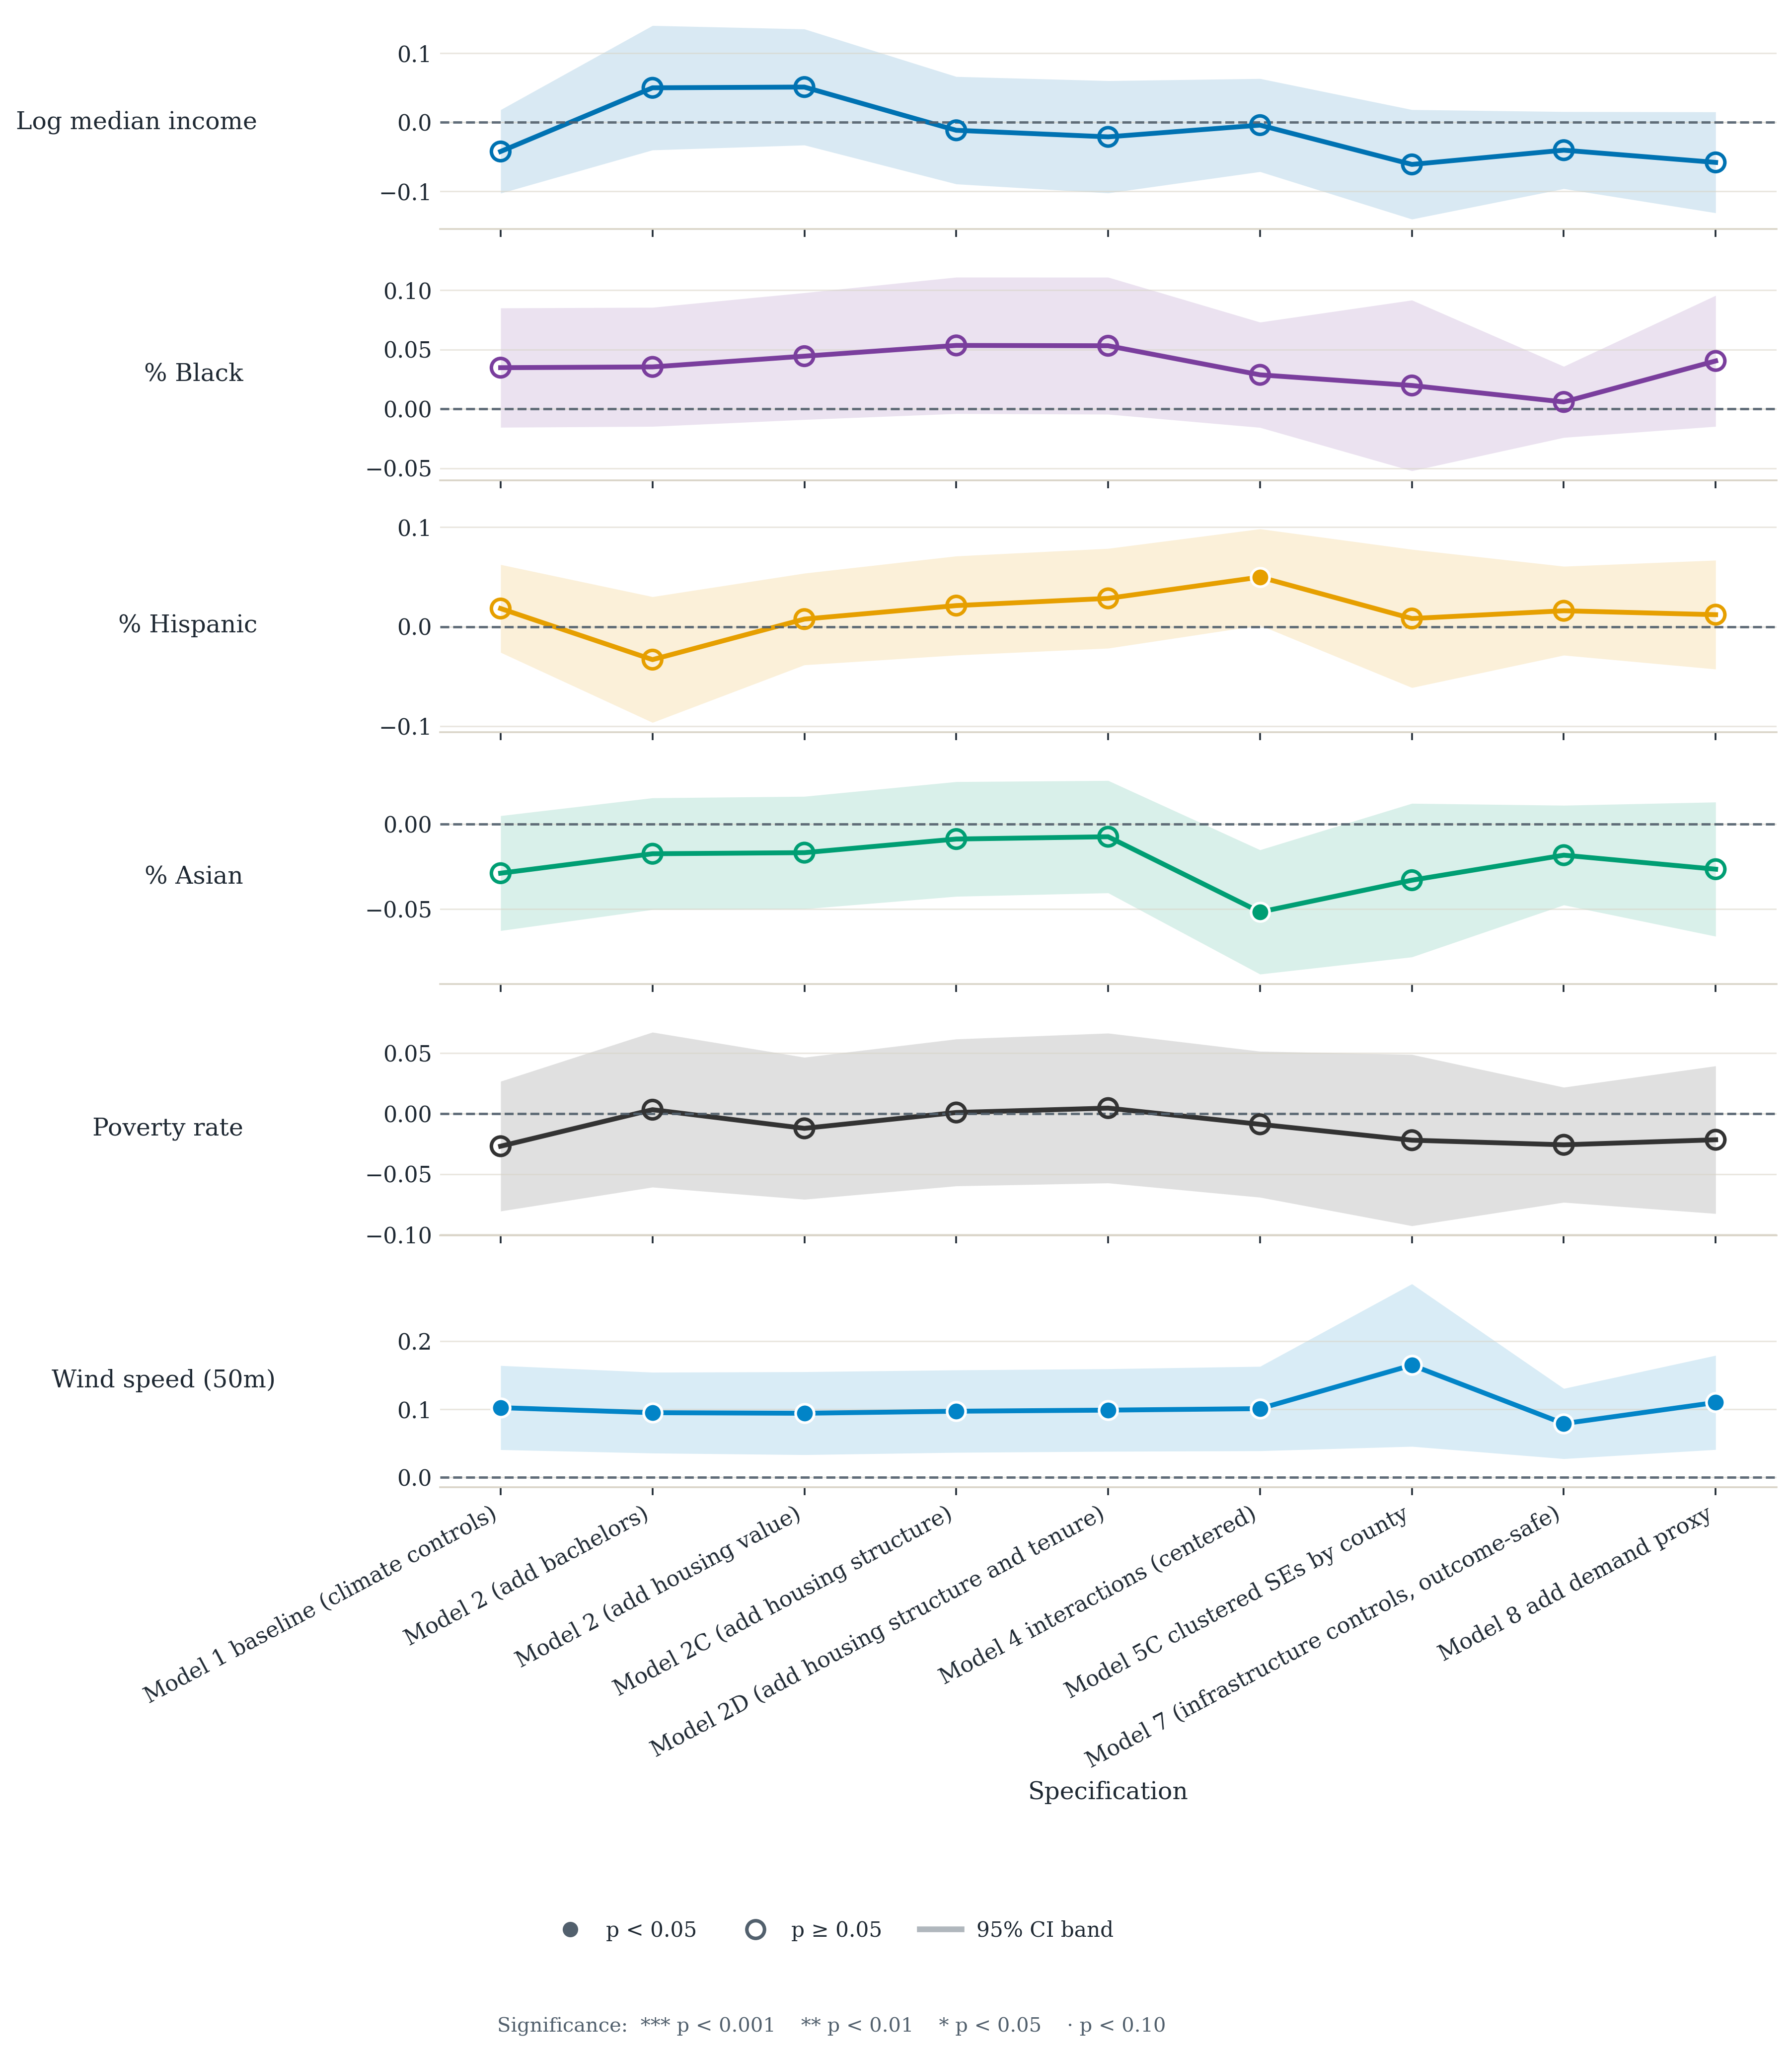 Log median income
0.1
0.0
−0.1
% Black
0.10
0.05
0.00
−0.05
% Hispanic
0.1
0.0
−0.1
% Asian
0.00
−0.05
Poverty rate
0.05
0.00
−0.05
−0.10
Wind speed (50m)
0.2
0.1
0.0
Model 1 baseline (climate controls)
Model 2 (add bachelors)
Model 2 (add housing value)
Model 2C (add housing structure)
Model 2D (add housing structure and tenure)
Model 4 interactions (centered)
Model 5C clustered SEs by county
Model 7 (infrastructure controls, outcome-safe)
Model 8 add demand proxy
Specification
p < 0.05 p ≥ 0.05 95% CI band
Significance: *** p < 0.001 ** p < 0.01 * p < 0.05 · p < 0.10